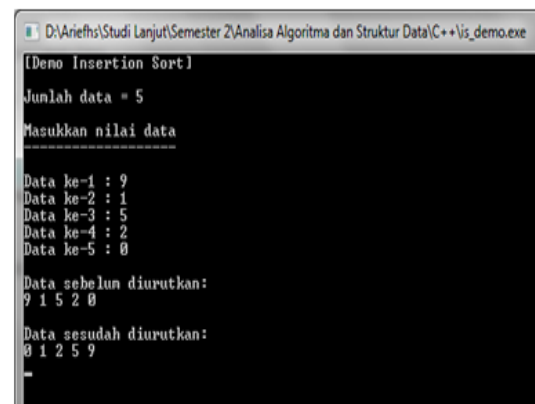 D:\Ariefhs\Studi Lanjut\Semester 2\Analisa Algoritma dan Struktur Data\C++\is_demo.exe
[Demo Insertion Sort]
Jumlah data = 5
Masukkan nilai data
-------------------
Data ke-1 : 9
Data ke-2 : 1
Data ke-3 : 5
Data ke-4 : 2
Data ke-5 : 0
Data sebelum diurutkan:
9 1 5 2 0
Data sesudah diurutkan:
0 1 2 5 9